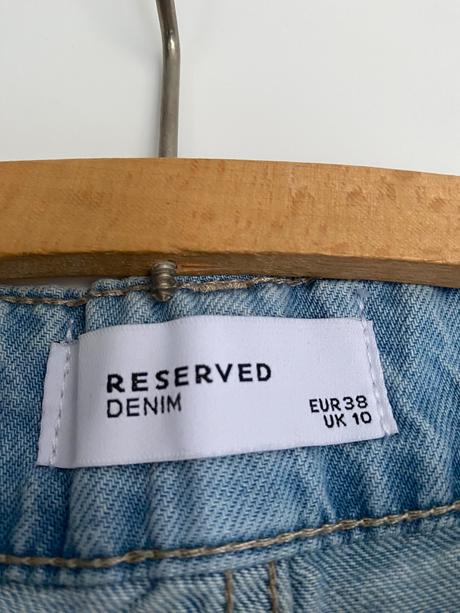 RESERVED
DENIM
EUR 38
UK 10